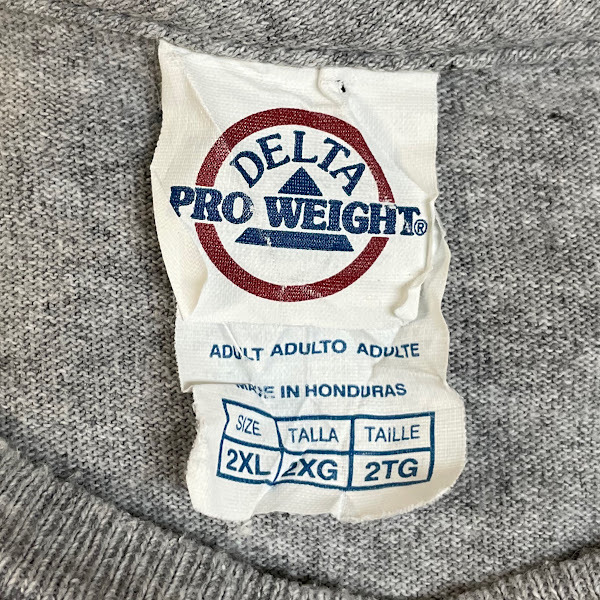 DELTA
PRO WEIGHT®
ADULT ADULTO ADULTE
MADE IN HONDURAS
SIZE TALLA TAILLE
2XL 2XG 2TG